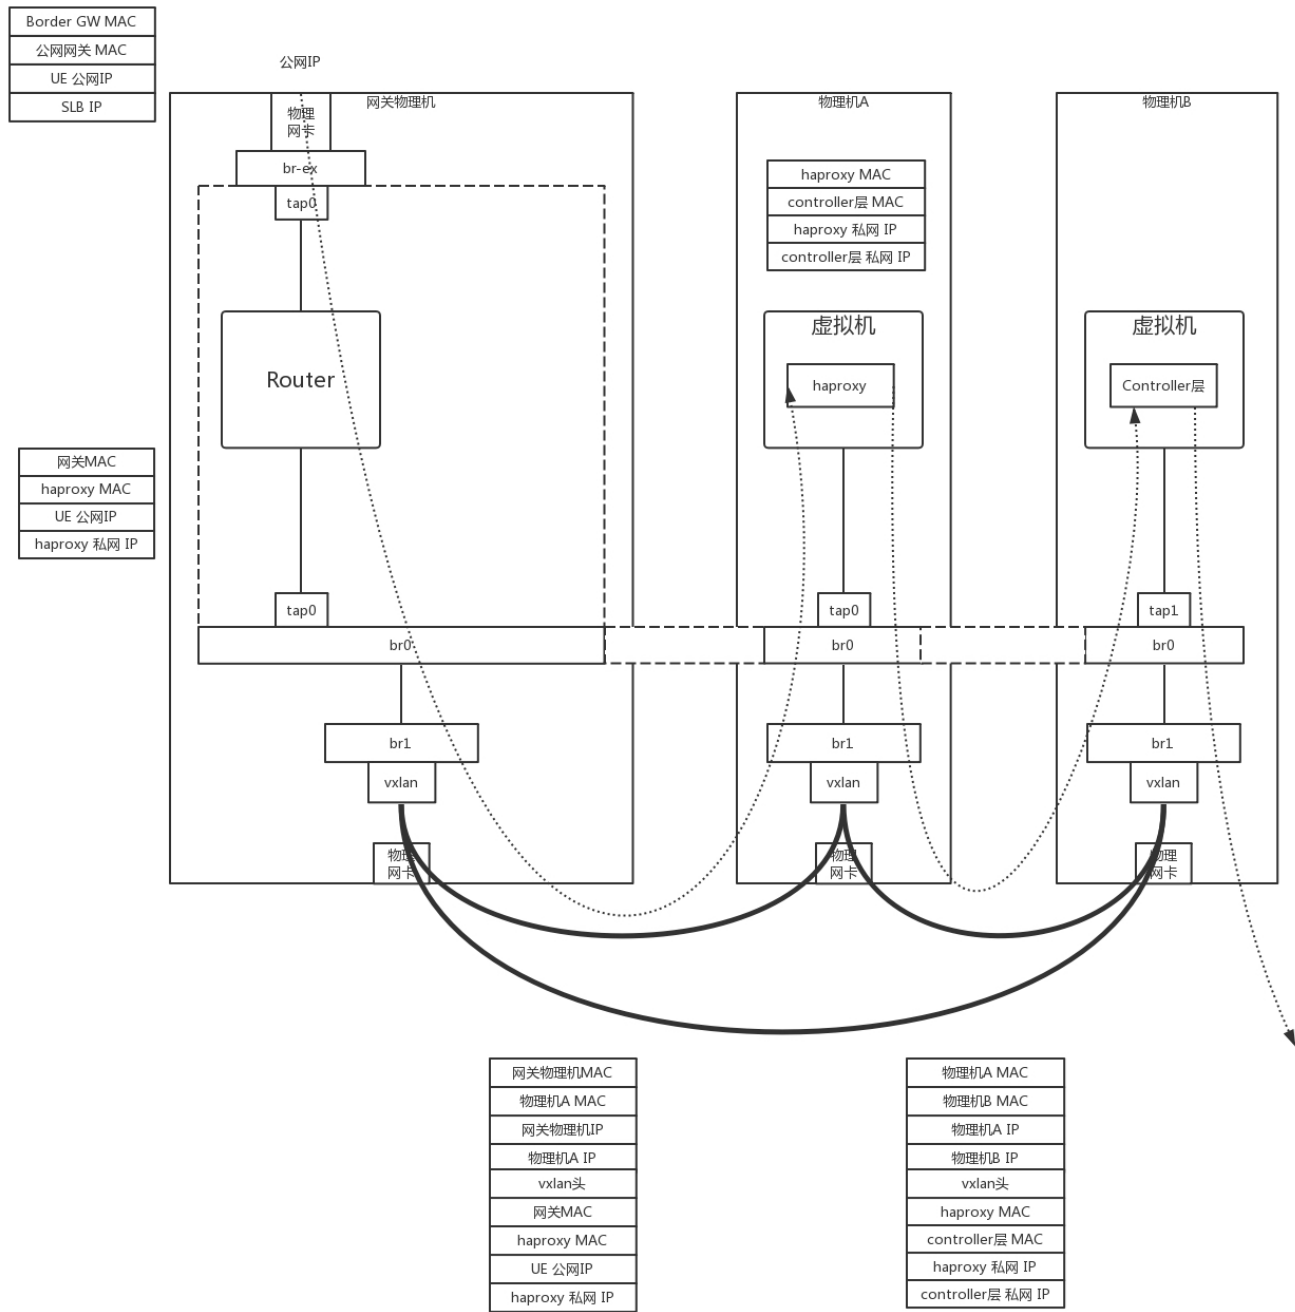 Border GW MAC
公网网关 MAC
UE 公网IP
SLB IP
公网IP
网关物理机
物理
网卡
br-ex
tap0
Router
tap0
br0
br1
vxlan
物理
网卡
网关MAC
haproxy MAC
UE 公网IP
haproxy 私网 IP
物理机A
haproxy MAC
controller层 MAC
haproxy 私网 IP
controller层 私网 IP
虚拟机
haproxy
tap0
br0
br1
vxlan
物理
网卡
物理机B
虚拟机
Controller层
tap1
br0
br1
vxlan
物理
网卡
网关物理机MAC
物理机A MAC
网关物理机IP
物理机A IP
vxlan头
网关MAC
haproxy MAC
UE 公网IP
haproxy 私网 IP
物理机A MAC
物理机B MAC
物理机A IP
物理机B IP
vxlan头
haproxy MAC
controller层 MAC
haproxy 私网 IP
controller层 私网 IP